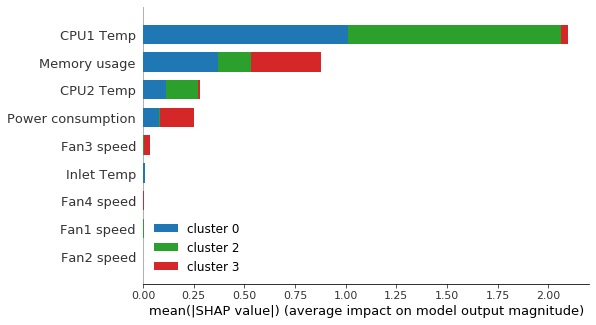 CPU1 Temp
Memory usage
CPU2 Temp
Power consumption
Fan3 speed
Inlet Temp
Fan4 speed
Fan1 speed
Fan2 speed
cluster 0
cluster 2
cluster 3
0.00 0.25 0.50 0.75 1.00 1.25 1.50 1.75 2.00
mean(|SHAP value|) (average impact on model output magnitude)